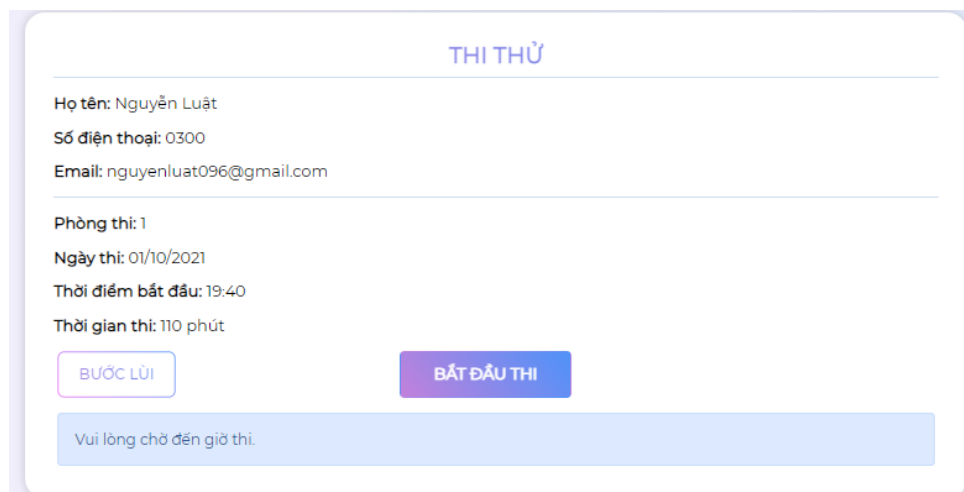 THI THỬ
Họ tên: Nguyễn Luật
Số điện thoại: 0300
Email: nguyenluat096@gmail.com
Phòng thi: 1
Ngày thi: 01/10/2021
Thời điểm bắt đầu: 19:40
Thời gian thi: 110 phút
BƯỚC LÙI
BẮT ĐẦU THI
Vui lòng chờ đến giờ thi.